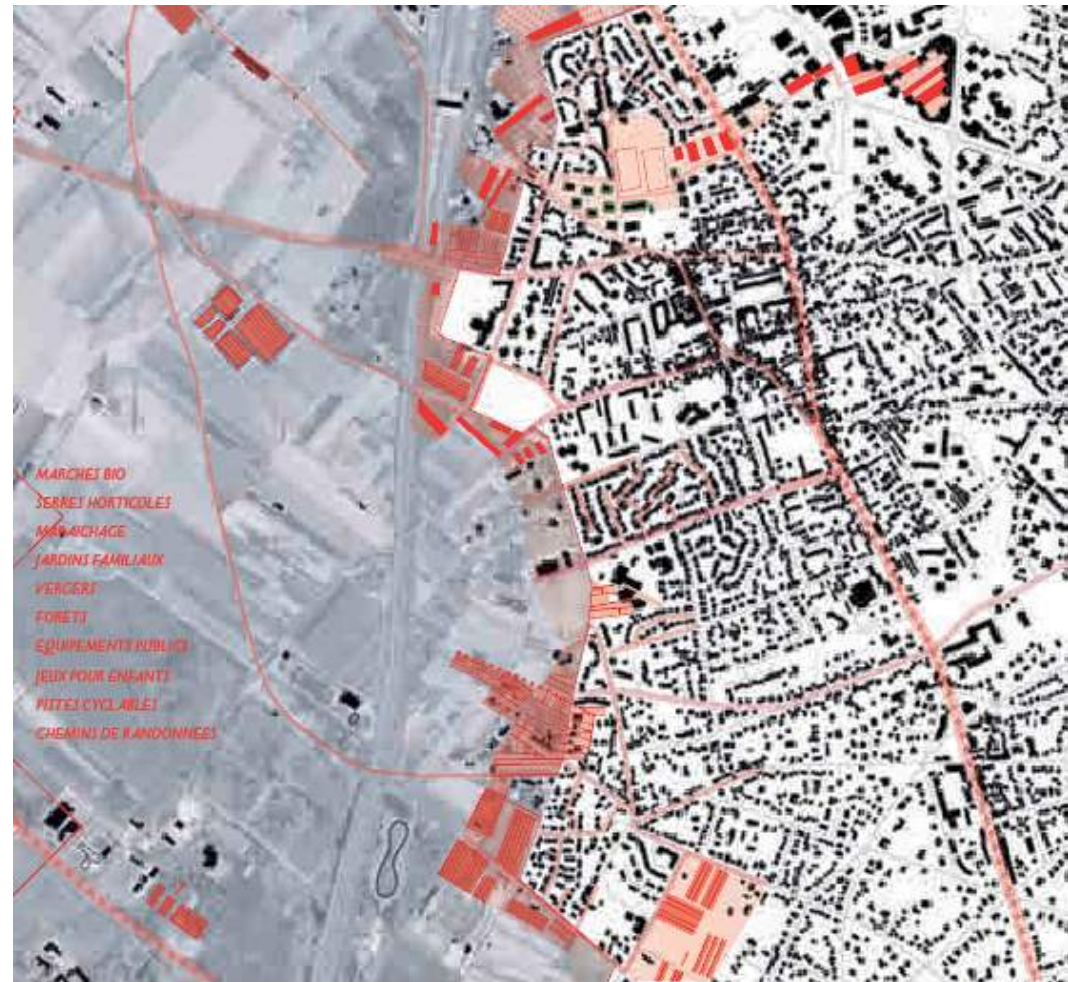 MARCHES BIO
SERRES HORTICOLES
MARAICHAGE
JARDINS FAMILIAUX
VERGERS
FORETS
EQUIPEMENTS PUBLICS
JEUX POUR ENFANTS
PISTES CYCLABLES
CHEMINS DE RANDONNEES